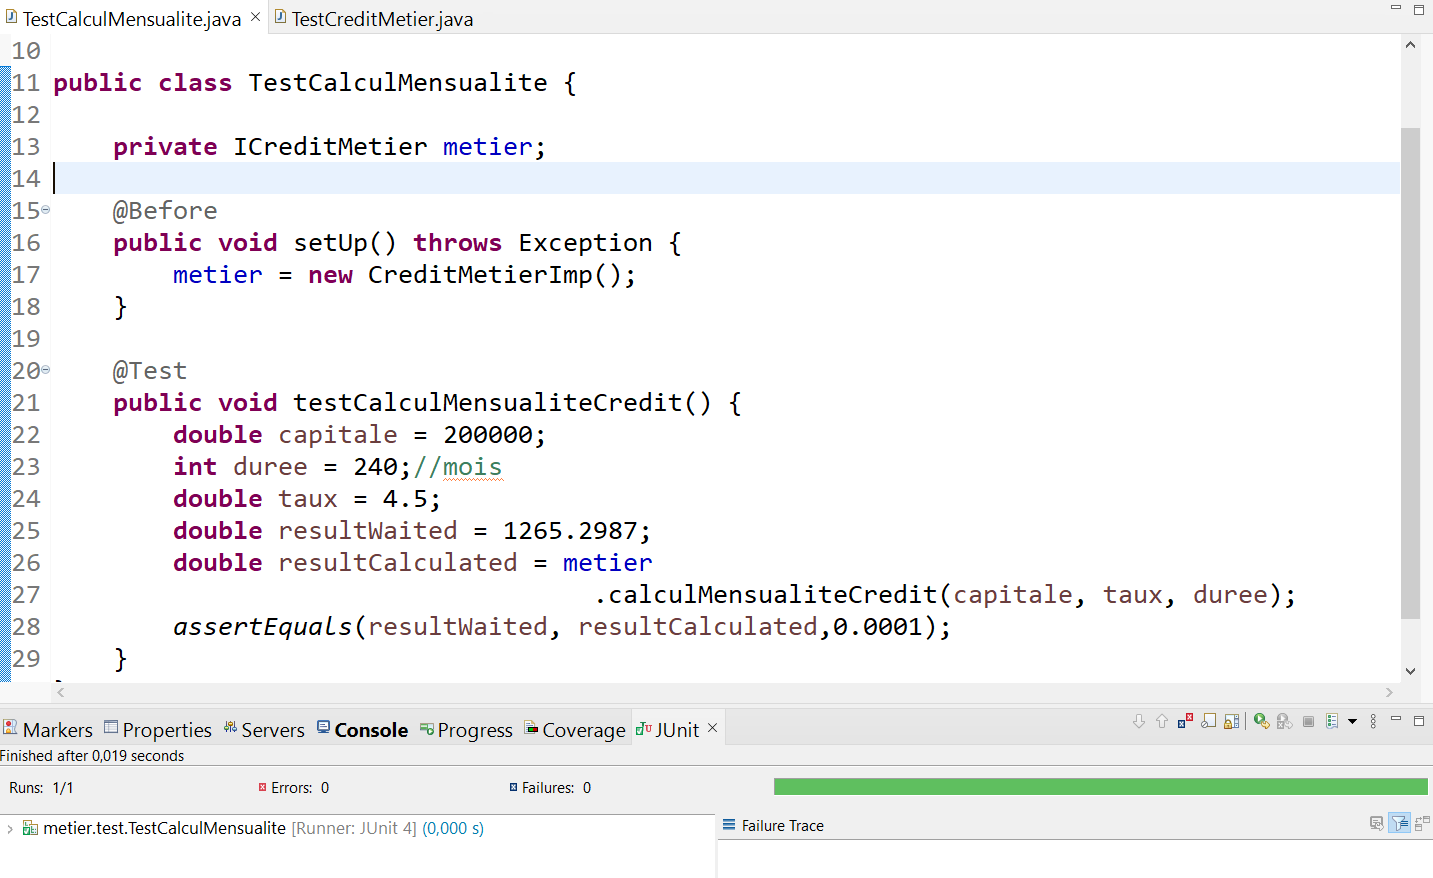 TestCalculMensualite.java TestCreditMetier.java
10
11 public class TestCalculMensualite {
12
13 private ICreditMetier metier;
14
15 @Before
16 public void setUp() throws Exception {
17 metier = new CreditMetierImp();
18 }
19
20 @Test
21 public void testCalculMensualiteCredit() {
22 double capitale = 200000;
23 int duree = 240;//mois
24 double taux = 4.5;
25 double resultWaited = 1265.2987;
26 double resultCalculated = metier
27 .calculMensualiteCredit(capitale, taux, duree);
28 assertEquals(resultWaited, resultCalculated,0.0001);
29 }
Markers Properties Servers Console Progress Coverage JUnit
Finished after 0,019 seconds
Runs: 1/1 Errors: 0 Failures: 0
metier.test.TestCalculMensualite [Runner: JUnit 4] (0,000 s)
Failure Trace